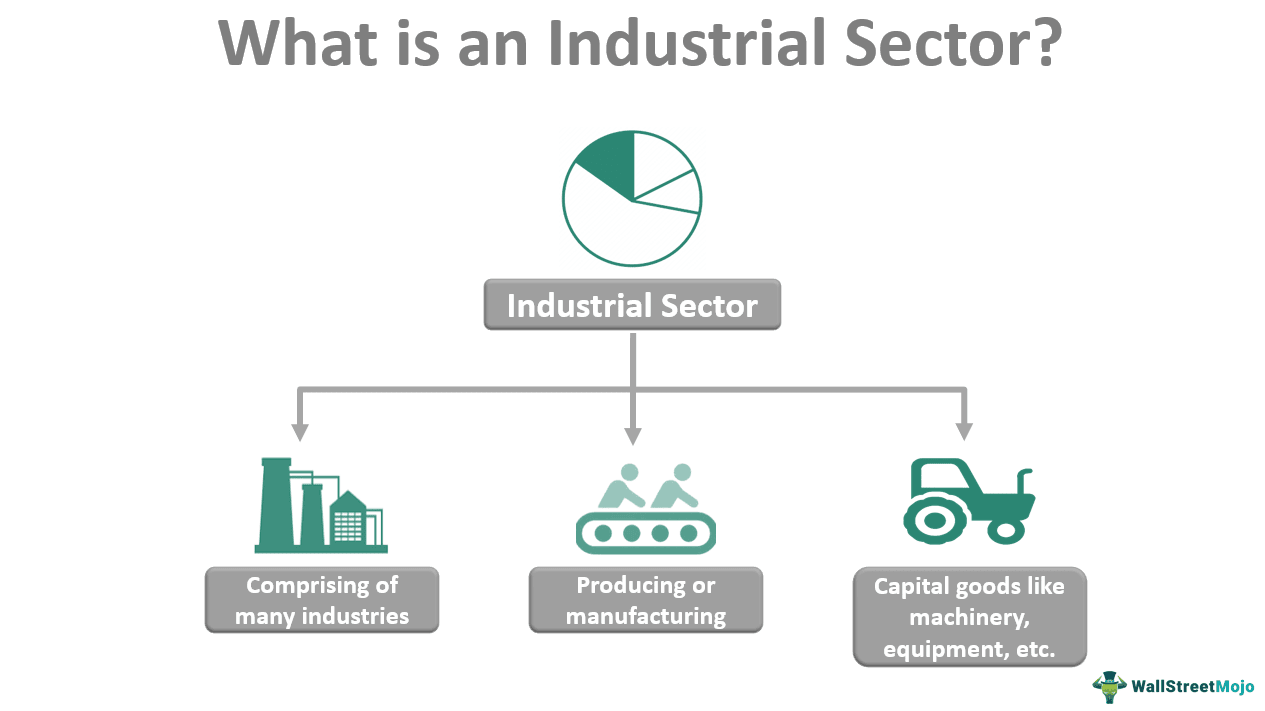 What is an Industrial Sector?
Industrial Sector
Comprising of
many industries
Producing or
manufacturing
Capital goods like
machinery,
equipment, etc.
WallStreetMojo